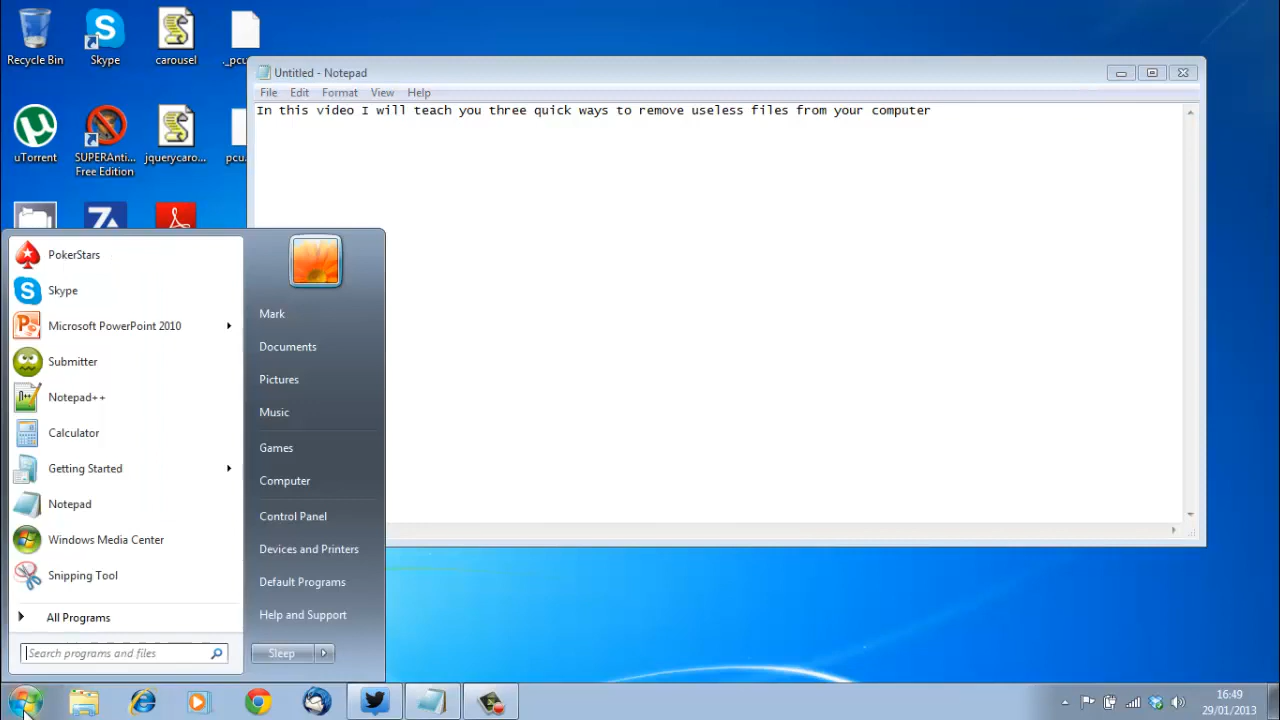 Recycle Bin
Skype
carousel
._pcu
Untitled - Notepad
File Edit Format View Help
In this video I will teach you three quick ways to remove useless files from your computer
uTorrent
SUPERAnti...
Free Edition
jquerycaro...
pcu.
PokerStars
Skype
Microsoft PowerPoint 2010
Submitter
Notepad++
Calculator
Getting Started
Notepad
Windows Media Center
Snipping Tool
All Programs
Search programs and files
Mark
Documents
Pictures
Music
Games
Computer
Control Panel
Devices and Printers
Default Programs
Help and Support
Sleep
16:49
29/01/2013